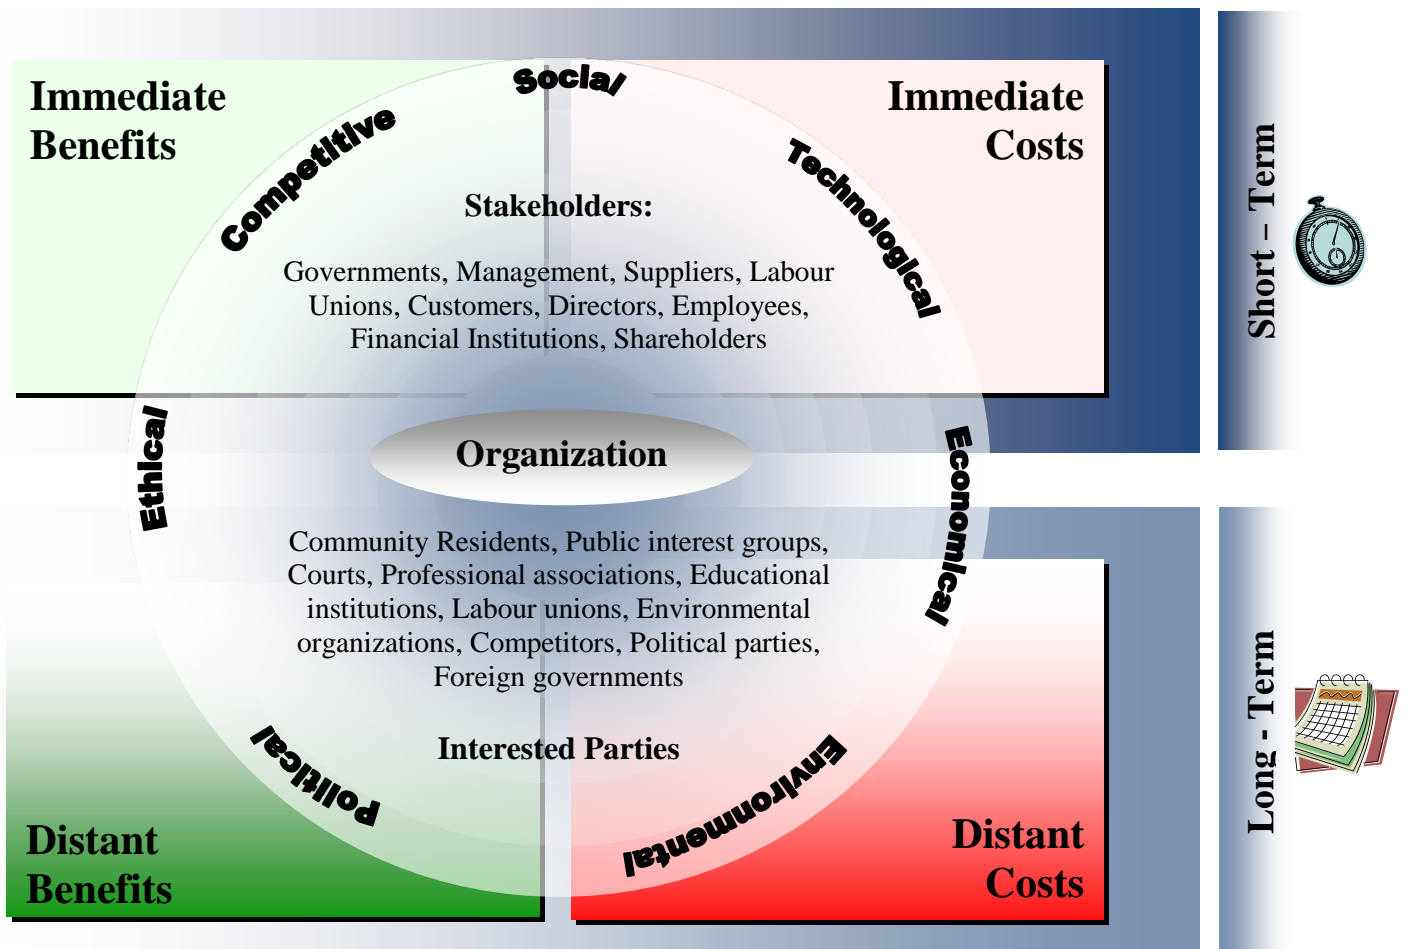 Immediate
Benefits
Social
Immediate
Costs
Competitive
Technological
Stakeholders:
Governments, Management, Suppliers, Labour
Unions, Customers, Directors, Employees,
Financial Institutions, Shareholders
Short – Term
Ethical
Organization
Economical
Community Residents, Public interest groups,
Courts, Professional associations, Educational
institutions, Labour unions, Environmental
organizations, Competitors, Political parties,
Foreign governments
Interested Parties
Political
Environmental
Distant
Benefits
Distant
Costs
Long - Term